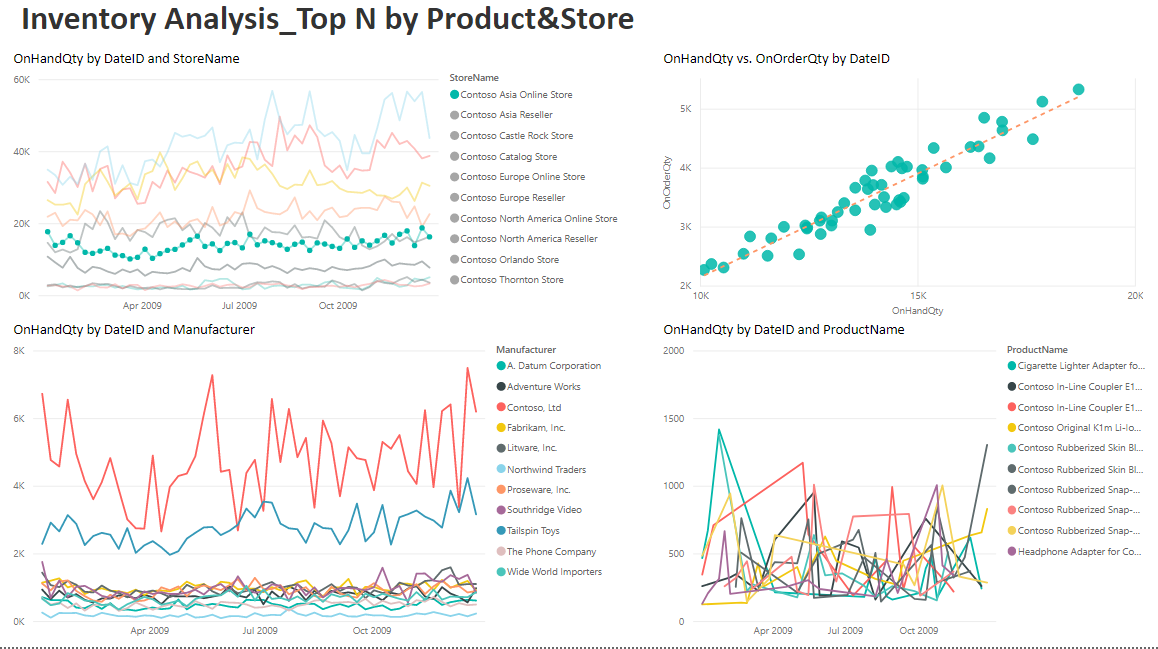 Inventory Analysis_Top N by Product&Store
OnHandQty by DateID and StoreName
60K
40K
20K
0K
Apr 2009
Jul 2009
Oct 2009
StoreName
Contoso Asia Online Store
Contoso Asia Reseller
Contoso Castle Rock Store
Contoso Catalog Store
Contoso Europe Online Store
Contoso Europe Reseller
Contoso North America Online Store
Contoso North America Reseller
Contoso Orlando Store
Contoso Thornton Store
OnHandQty vs. OnOrderQty by DateID
OnOrderQty
5K
4K
3K
2K
10K
15K
20K
OnHandQty
OnHandQty by DateID and Manufacturer
8K
6K
4K
2K
0K
Apr 2009
Jul 2009
Oct 2009
Manufacturer
A. Datum Corporation
Adventure Works
Contoso, Ltd
Fabrikam, Inc.
Litware, Inc.
Northwind Traders
Proseware, Inc.
Southridge Video
Tailspin Toys
The Phone Company
Wide World Importers
OnHandQty by DateID and ProductName
2000
1500
1000
500
0
Apr 2009
Jul 2009
Oct 2009
ProductName
Cigarette Lighter Adapter fo...
Contoso In-Line Coupler E1...
Contoso In-Line Coupler E1...
Contoso Original K1m Li-Io...
Contoso Rubberized Skin Bl...
Contoso Rubberized Skin Bl...
Contoso Rubberized Snap-...
Contoso Rubberized Snap-...
Contoso Rubberized Snap-...
Headphone Adapter for Co...